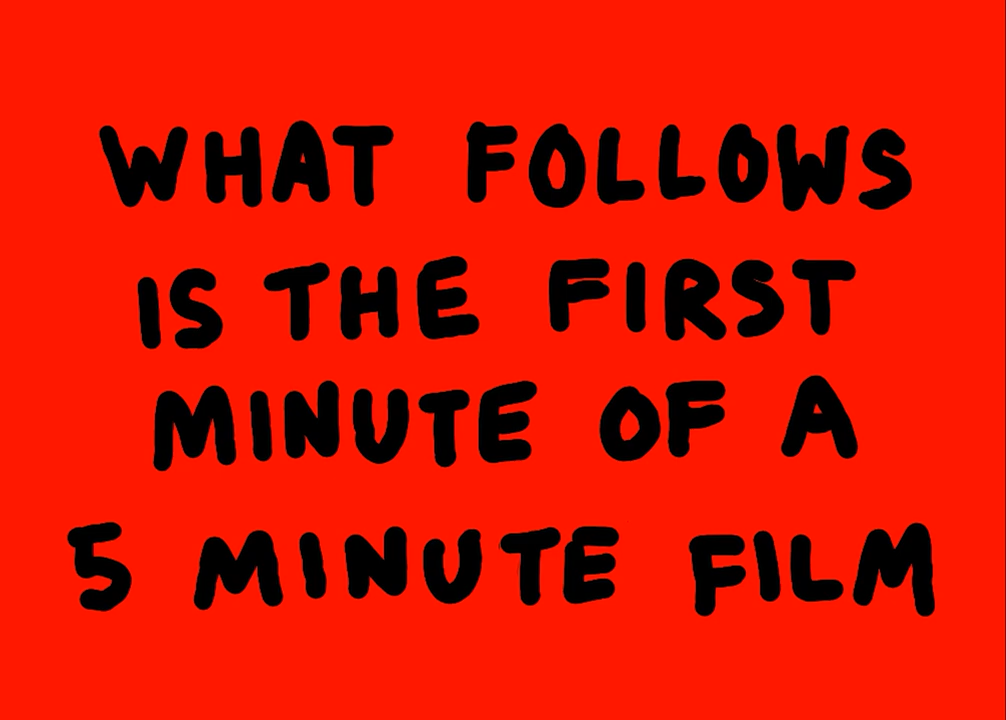 WHAT FOLLOWS
IS THE FIRST
MINUTE OF A
5 MINUTE FILM